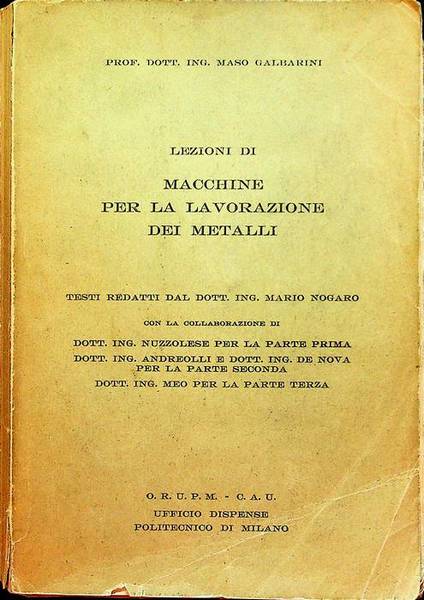 PROF. DOTT. ING. MASO GALBARINI
LEZIONI DI
MACCHINE
PER LA LAVORAZIONE
DEI METALLI
TESTI REDATTI DAL DOTT. ING. MARIO NOGARO
CON LA COLLABORAZIONE DI
DOTT. ING. NUZZOLESE PER LA PARTE PRIMA
DOTT. ING. ANDREOLLI E DOTT. ING. DE NOVA
PER LA PARTE SECONDA
DOTT. ING. MEO PER LA PARTE TERZA
O. R. U. P. M. - C. A. U.
UFFICIO DISPENSE
POLITECNICO DI MILANO